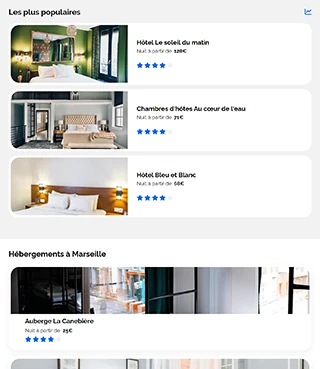 Les plus populaires
Hôtel Le soleil du matin
Nuit à partir de 128€
Chambres d'hôtes Au cœur de l'eau
Nuit à partir de 71€
Hôtel Bleu et Blanc
Nuit à partir de 68€
Hébergements à Marseille
Auberge La Canebière
Nuit à partir de 25€